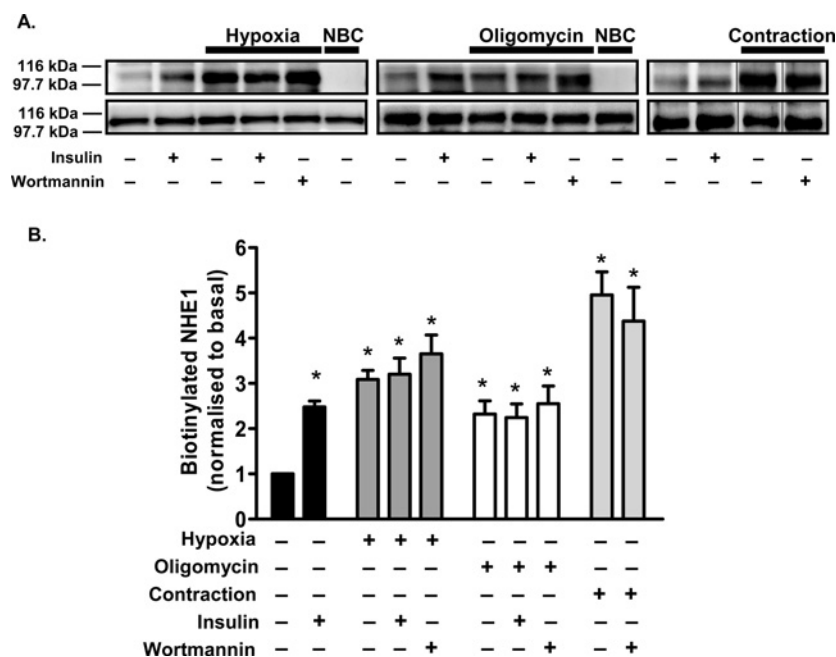 A.
Hypoxia NBC Oligomycin NBC Contraction
116 kDa
97.7 kDa
116 kDa
97.7 kDa
Insulin – + – + – – – + – + – – – + – –
Wortmannin – – – – + – – – – – + – – – – +
B.
Biotinylated NHE1
(normalised to basal)
6
5
4
3
2
1
0
* * * * * * * * *
Hypoxia – – + + + – – – – –
Oligomycin – – – – – + + + – –
Contraction – – – – – – – – + +
Insulin – + – + – – + – – –
Wortmannin – – – – + – – + – +